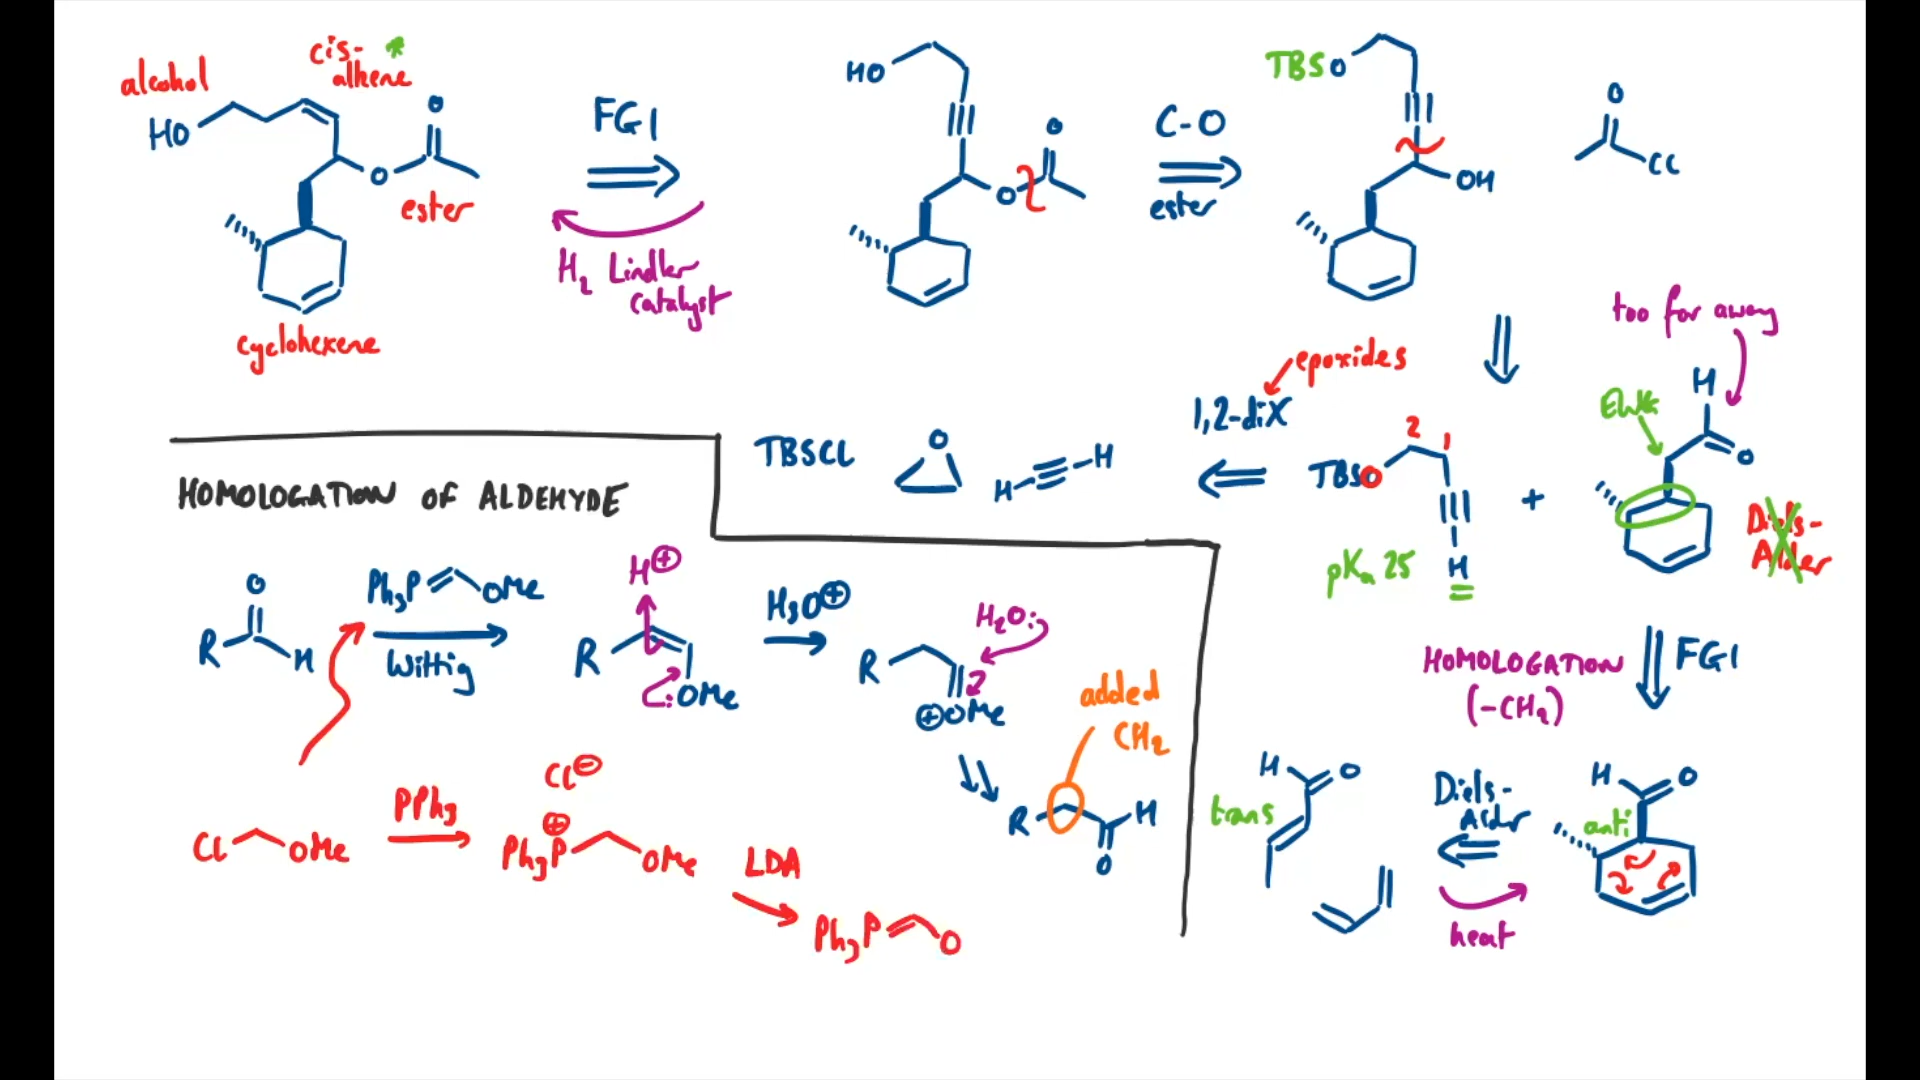 alcohol
cis-
alkene
HO
O
O
ester
cyclohexene
FGI
H2 Lindlar
catalyst
HO
O
O
C-O
ester
TBSO
OH
O
Cl
too far away
EWG
H
O
Diels-
Alder
epoxides
1,2-diX
2
1
TBSO
+
H
pKa 25
TBSCl
O
H
H
HOMOLOGATION
(-CH2)
FGI
H
O
anti
Diels-
Alder
heat
H
O
trans
HOMOLOGATION OF ALDEHYDE
O
R
H
Ph3P
OMe
Wittig
H⊕
R
:OMe
H3O⊕
H2O:
R
⊕OMe
added
CH2
R
H
O
Cl
OMe
PPh3
Cl⊖
⊕
Ph3P
OMe
LDA
Ph3P
O